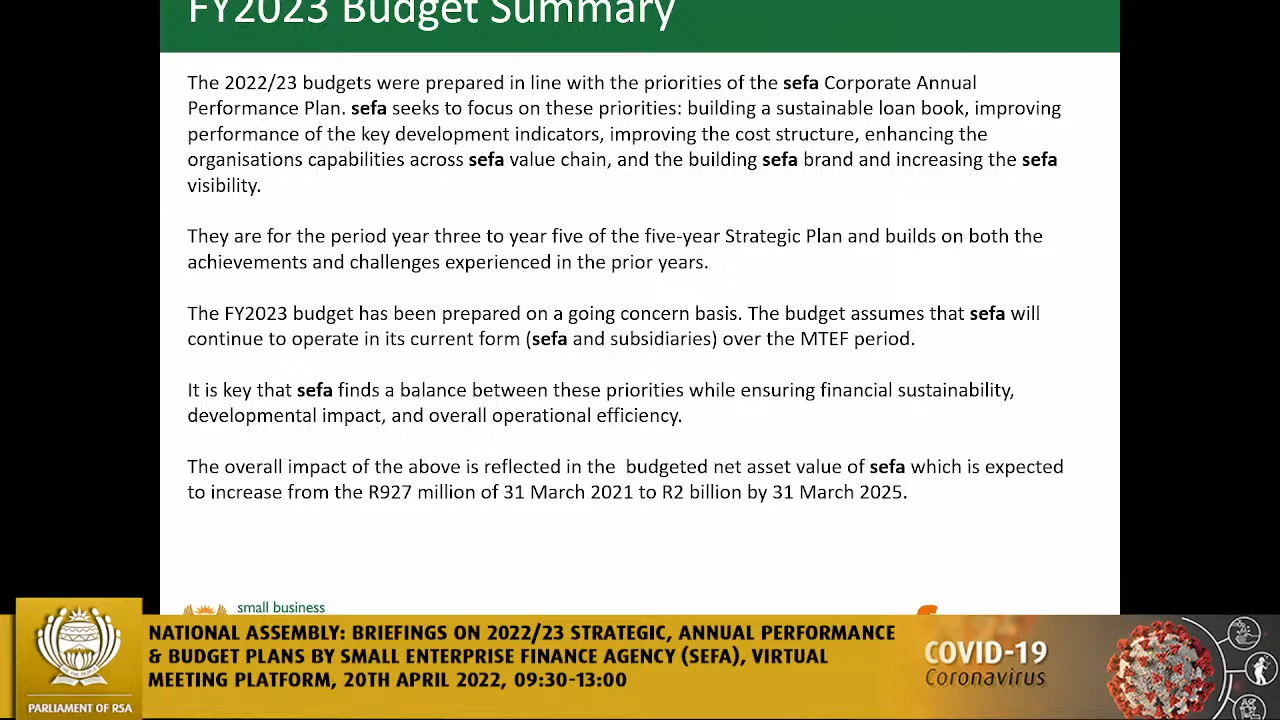 FY2023 Budget Summary
The 2022/23 budgets were prepared in line with the priorities of the sefa Corporate Annual
Performance Plan. sefa seeks to focus on these priorities: building a sustainable loan book, improving
performance of the key development indicators, improving the cost structure, enhancing the
organisations capabilities across sefa value chain, and the building sefa brand and increasing the sefa
visibility.
They are for the period year three to year five of the five-year Strategic Plan and builds on both the
achievements and challenges experienced in the prior years.
The FY2023 budget has been prepared on a going concern basis. The budget assumes that sefa will
continue to operate in its current form (sefa and subsidiaries) over the MTEF period.
It is key that sefa finds a balance between these priorities while ensuring financial sustainability,
developmental impact, and overall operational efficiency.
The overall impact of the above is reflected in the  budgeted net asset value of sefa which is expected
to increase from the R927 million of 31 March 2021 to R2 billion by 31 March 2025.
small business
NATIONAL ASSEMBLY: BRIEFINGS ON 2022/23 STRATEGIC, ANNUAL PERFORMANCE
& BUDGET PLANS BY SMALL ENTERPRISE FINANCE AGENCY (SEFA), VIRTUAL
MEETING PLATFORM, 20TH APRIL 2022, 09:30-13:00
PARLIAMENT OF RSA
COVID-19
Coronavirus